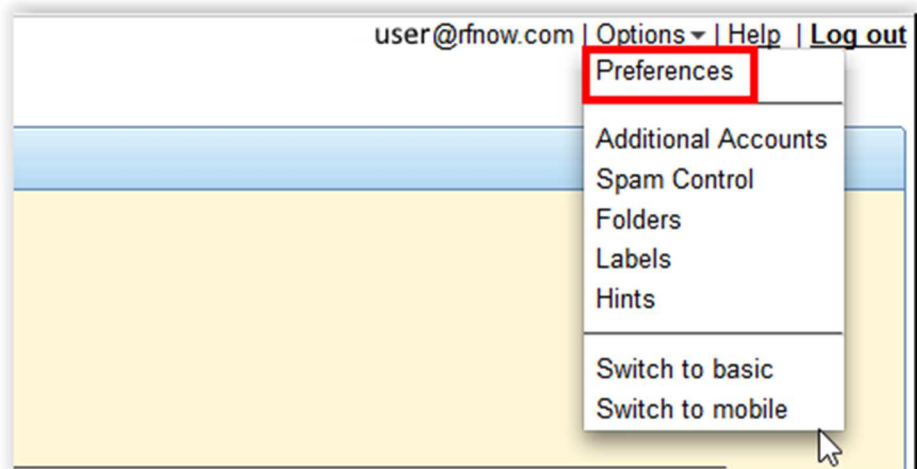 user@rfnow.com | Options | Help | Log out
Preferences
Additional Accounts
Spam Control
Folders
Labels
Hints
Switch to basic
Switch to mobile